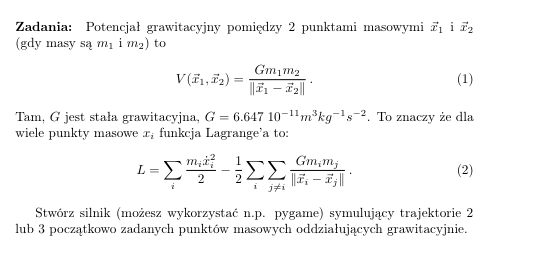 Zadania: Potencjał grawitacyjny pomiędzy 2 punktami masowymi $\vec{x}_1$ i $\vec{x}_2$
(gdy masy są $m_1$ i $m_2$) to
$V(\vec{x}_1, \vec{x}_2) = \frac{Gm_1m_2}{\|\vec{x}_1 - \vec{x}_2\|}$ . (1)
Tam, $G$ jest stała grawitacyjna, $G = 6.647\ 10^{-11}m^3kg^{-1}s^{-2}$. To znaczy że dla
wiele punkty masowe $x_i$ funkcja Lagrange'a to:
$L = \sum_i \frac{m_i\dot{x}_i^2}{2} - \frac{1}{2}\sum_i \sum_{j \neq i} \frac{Gm_im_j}{\|\vec{x}_i - \vec{x}_j\|}$ . (2)
Stwórz silnik (możesz wykorzystać n.p. pygame) symulujący trajektorie 2
lub 3 początkowo zadanych punktów masowych oddziałujących grawitacyjnie.